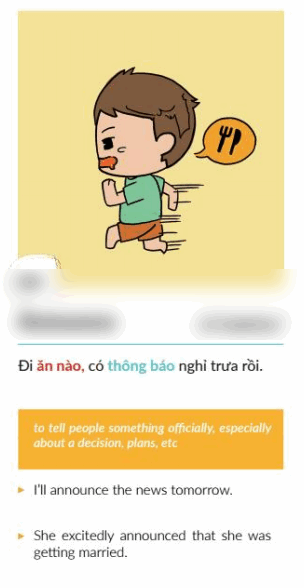 Đi ăn nào, có thông báo nghỉ trưa rồi.
to tell people something officially, especially
about a decision, plans, etc
I'll announce the news tomorrow.
She excitedly announced that she was
getting married.